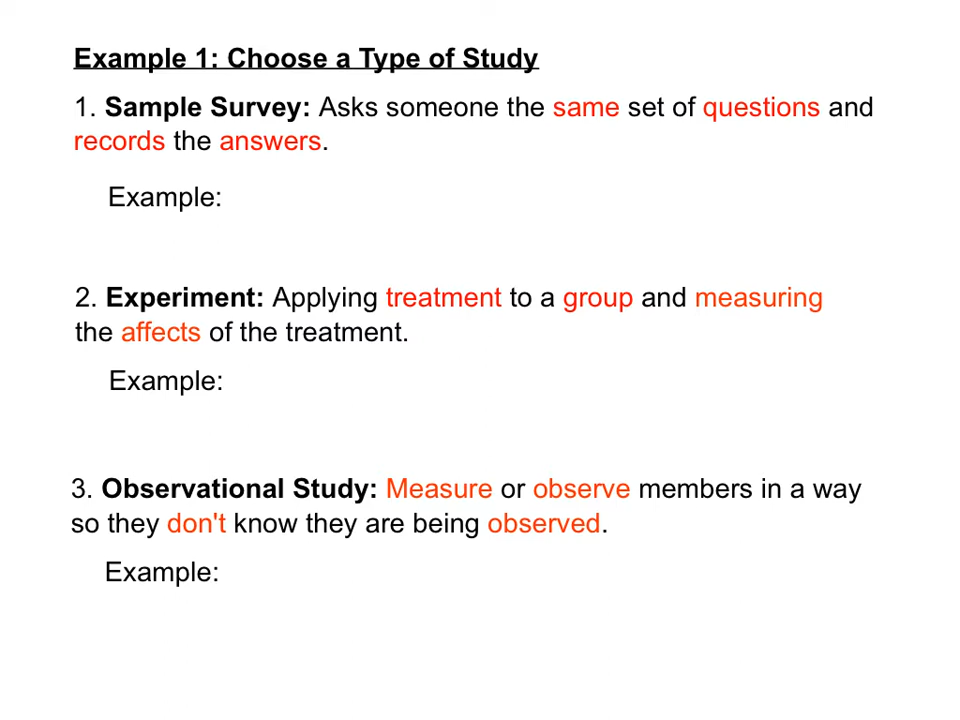 Example 1: Choose a Type of Study
1. Sample Survey: Asks someone the same set of questions and
records the answers.
Example:
2. Experiment: Applying treatment to a group and measuring
the affects of the treatment.
Example:
3. Observational Study: Measure or observe members in a way
so they don't know they are being observed.
Example: